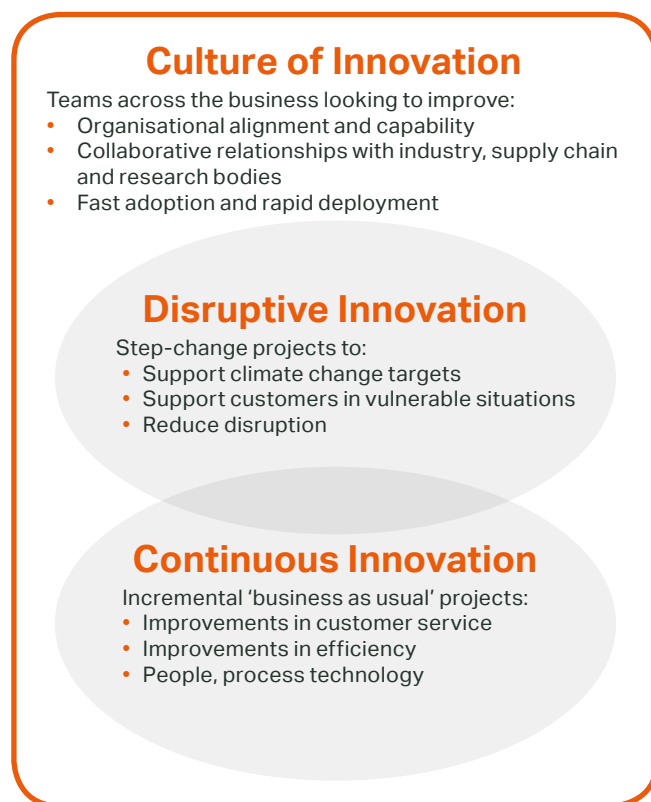 Culture of Innovation
Teams across the business looking to improve:
• Organisational alignment and capability
• Collaborative relationships with industry, supply chain
and research bodies
• Fast adoption and rapid deployment
Disruptive Innovation
Step-change projects to:
• Support climate change targets
• Support customers in vulnerable situations
• Reduce disruption
Continuous Innovation
Incremental ‘business as usual’ projects:
• Improvements in customer service
• Improvements in efficiency
• People, process technology